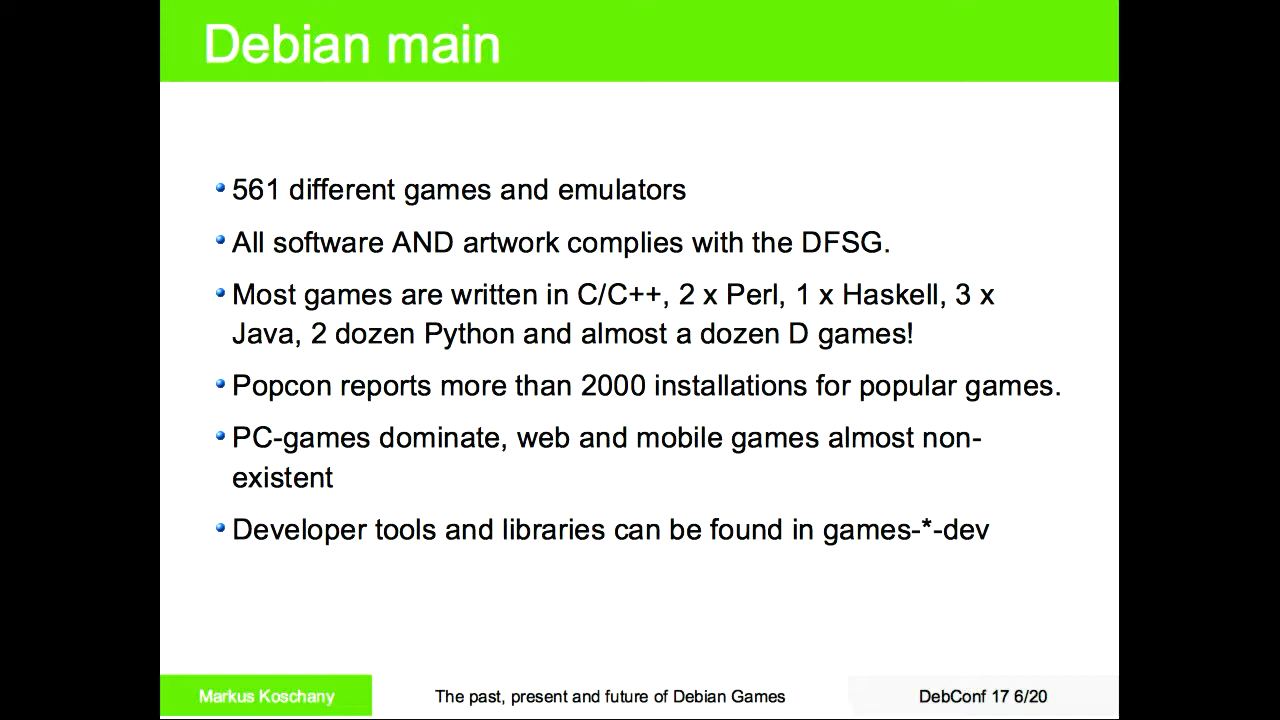 Debian main
561 different games and emulators
All software AND artwork complies with the DFSG.
Most games are written in C/C++, 2 x Perl, 1 x Haskell, 3 x
Java, 2 dozen Python and almost a dozen D games!
Popcon reports more than 2000 installations for popular games.
PC-games dominate, web and mobile games almost non-
existent
Developer tools and libraries can be found in games-*-dev
Markus Koschany
The past, present and future of Debian Games
DebConf 17 6/20